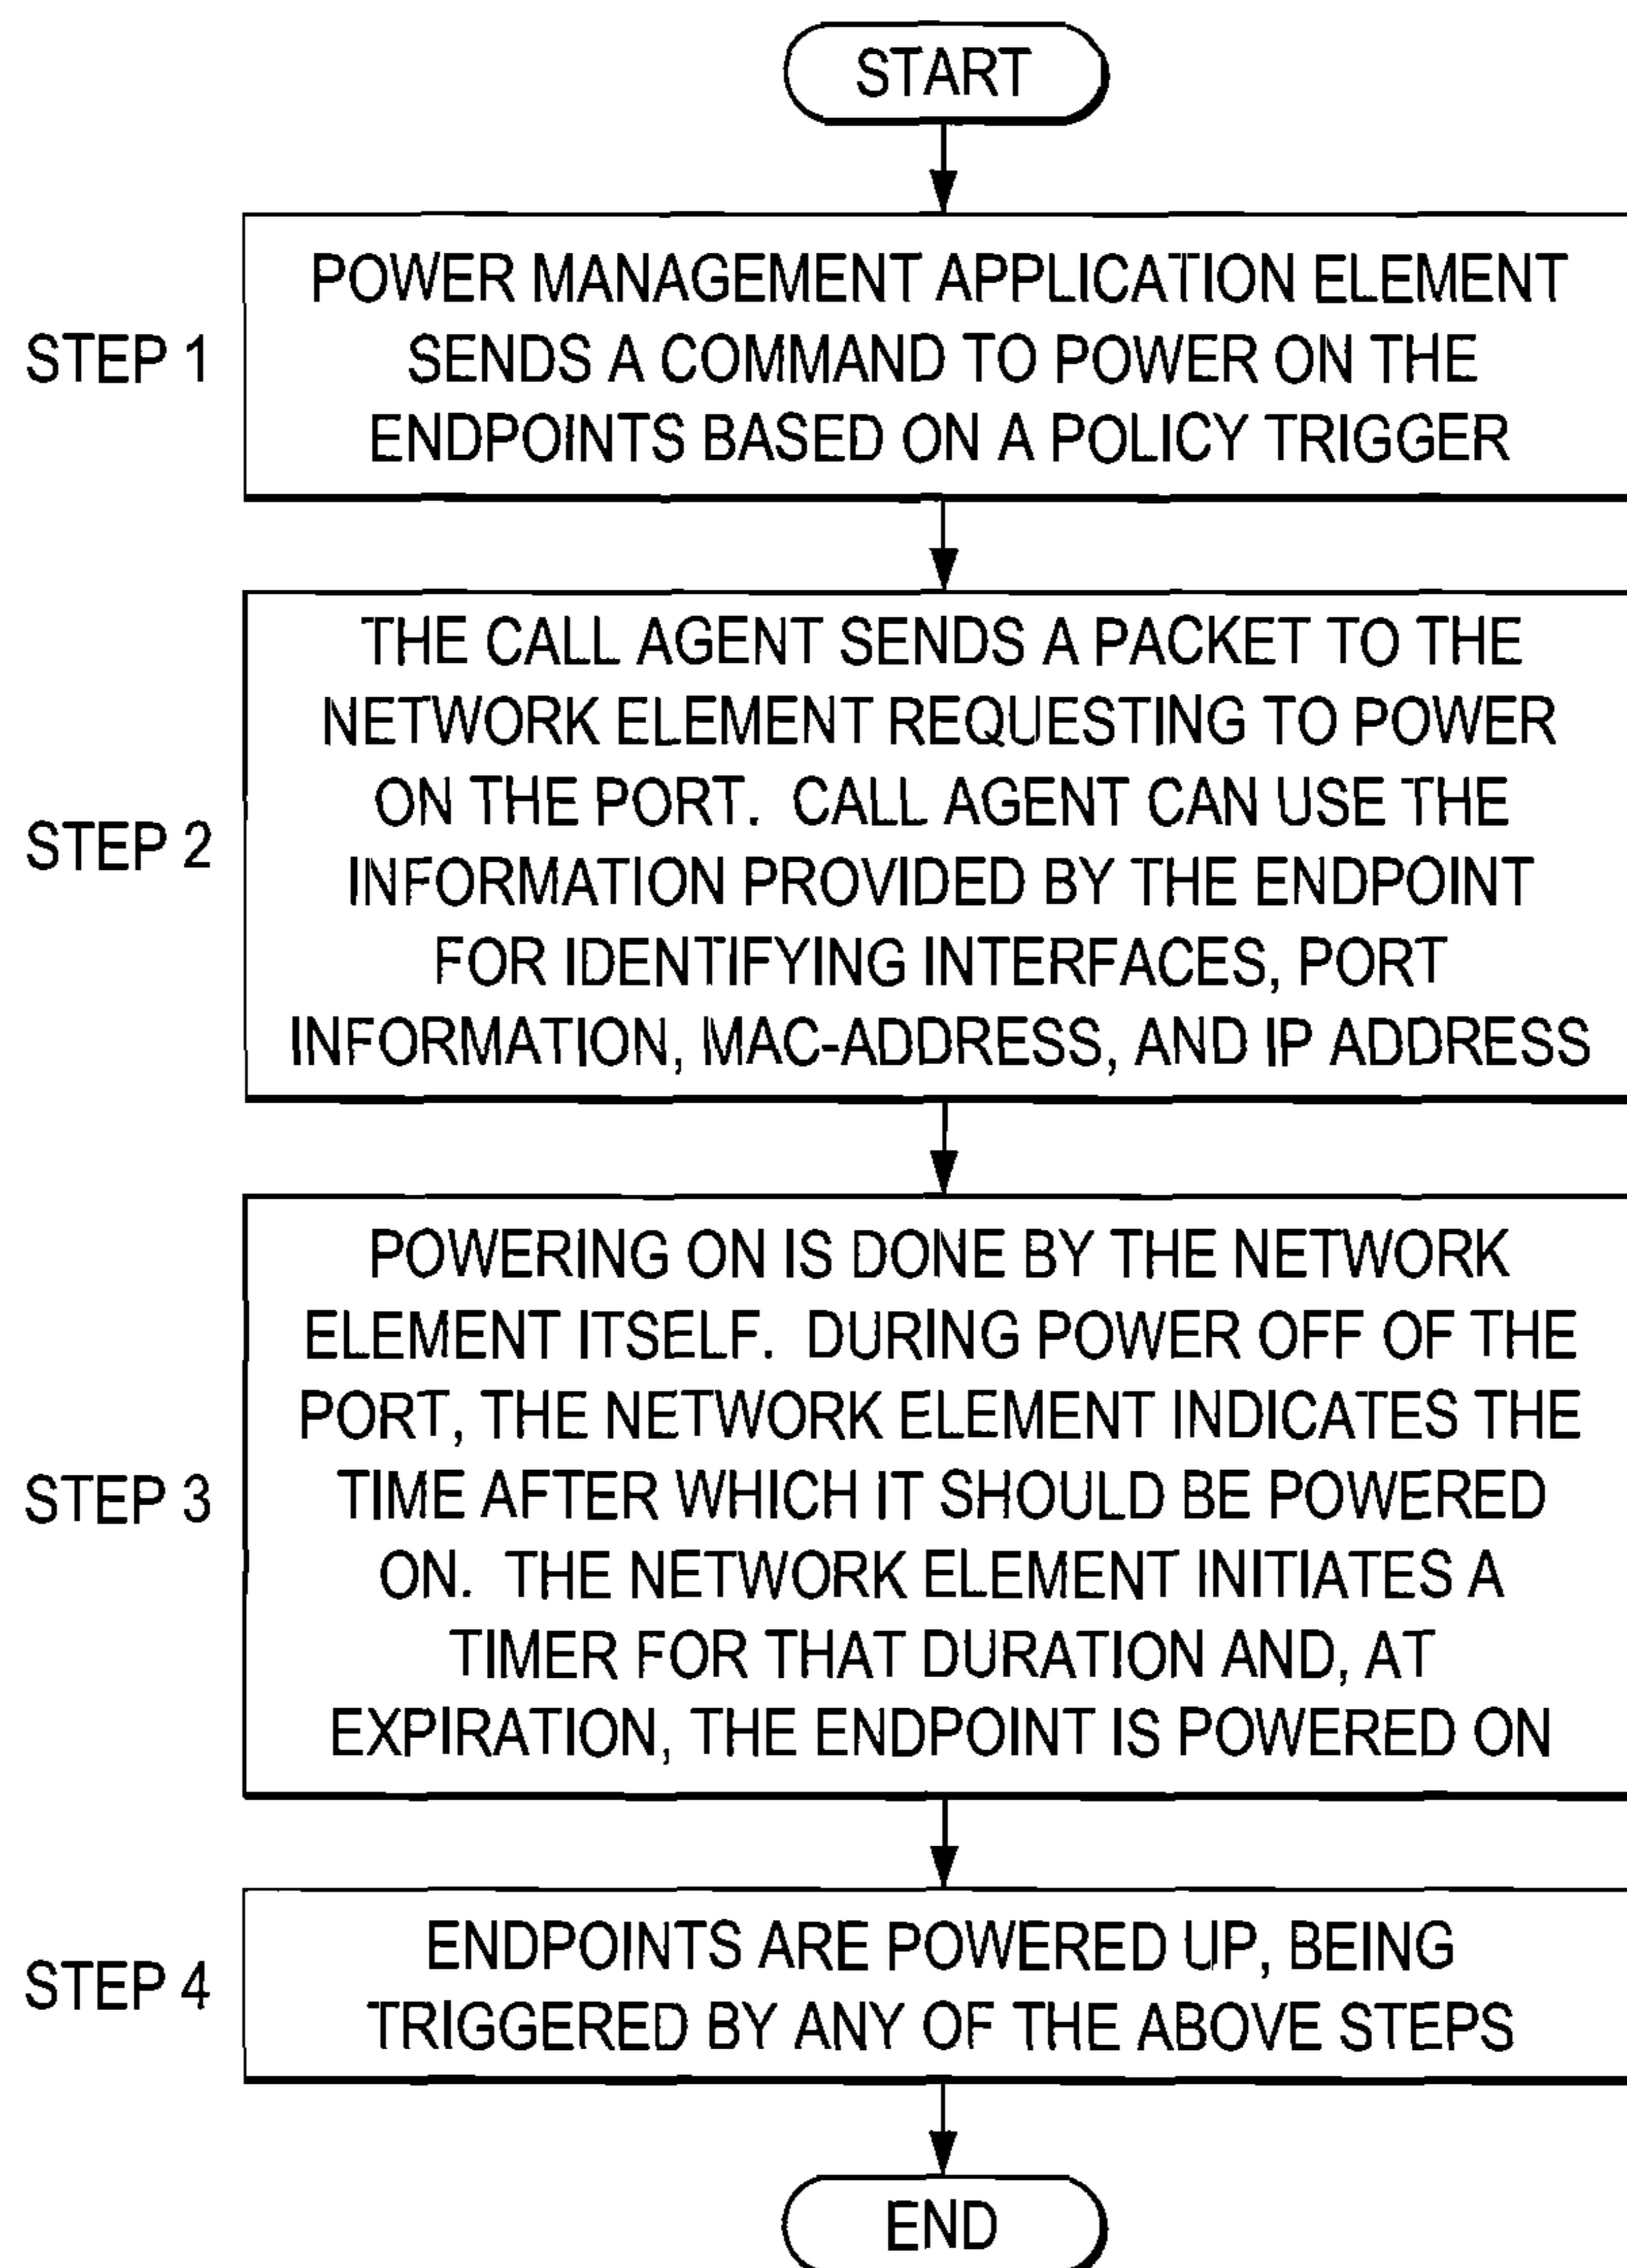 START
STEP 1
POWER MANAGEMENT APPLICATION ELEMENT
SENDS A COMMAND TO POWER ON THE
ENDPOINTS BASED ON A POLICY TRIGGER
STEP 2
THE CALL AGENT SENDS A PACKET TO THE
NETWORK ELEMENT REQUESTING TO POWER
ON THE PORT. CALL AGENT CAN USE THE
INFORMATION PROVIDED BY THE ENDPOINT
FOR IDENTIFYING INTERFACES, PORT
INFORMATION, MAC-ADDRESS, AND IP ADDRESS
STEP 3
POWERING ON IS DONE BY THE NETWORK
ELEMENT ITSELF. DURING POWER OFF OF THE
PORT, THE NETWORK ELEMENT INDICATES THE
TIME AFTER WHICH IT SHOULD BE POWERED
ON. THE NETWORK ELEMENT INITIATES A
TIMER FOR THAT DURATION AND, AT
EXPIRATION, THE ENDPOINT IS POWERED ON
STEP 4
ENDPOINTS ARE POWERED UP, BEING
TRIGGERED BY ANY OF THE ABOVE STEPS
END